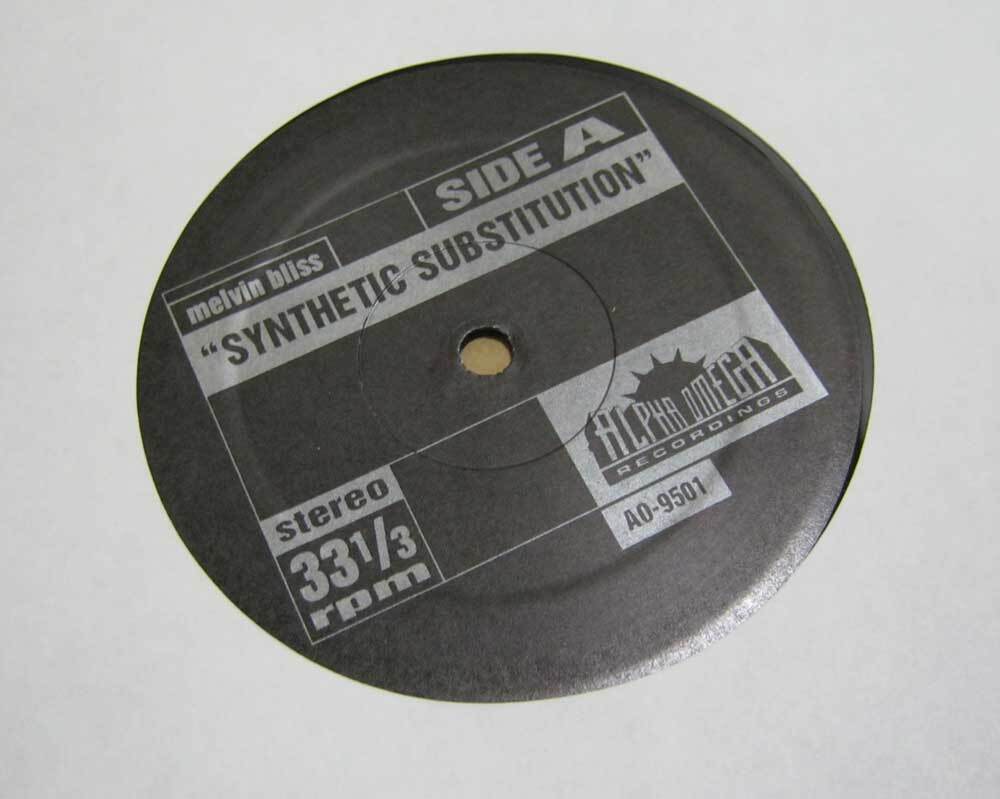 SIDE A
melvin bliss
"SYNTHETIC SUBSTITUTION"
ALPHA OMEGA
RECORDINGS
AO-9501
stereo
33 1/3
rpm